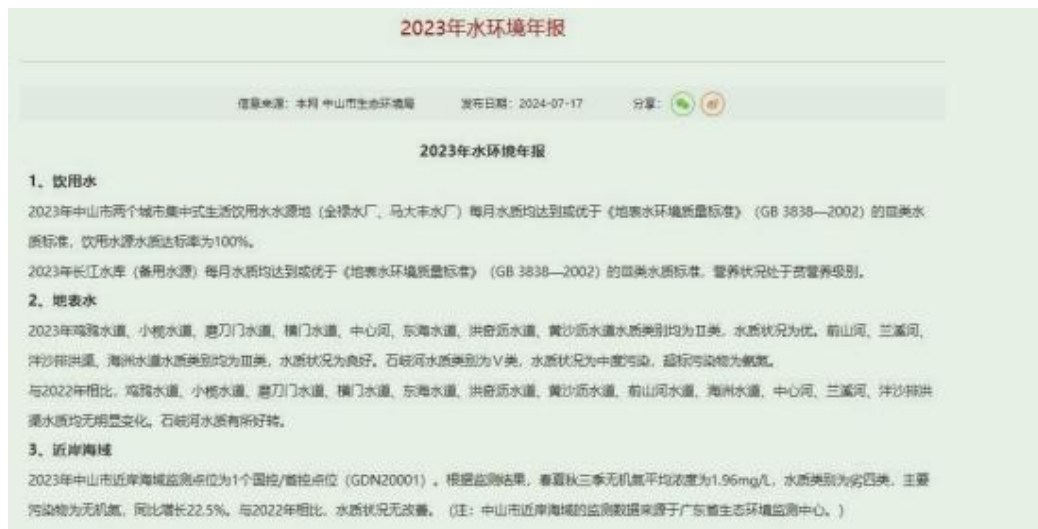 2023年水环境年报
信息来源：本网 中山市生态环境局 发布日期：2024-07-17 分享：
2023年水环境年报
1、饮用水
2023年中山市两个城市集中式生活饮用水水源地（全禄水厂、马大丰水厂）每月水质均达到或优于《地表水环境质量标准》（GB 3838—2002）的Ⅲ类水
质标准，饮用水源水质达标率为100%。
2023年长江水库（备用水源）每月水质均达到或优于《地表水环境质量标准》（GB 3838—2002）的Ⅲ类水质标准，营养状况处于贫营养级别。
2、地表水
2023年鸡鸦水道、小榄水道、磨刀门水道、横门水道、中心河、东海水道、洪奇沥水道、黄沙沥水道水质类别均为Ⅱ类，水质状况为优。前山河、兰溪河、
泮沙排洪渠、海洲水道水质类别均为Ⅲ类，水质状况为良好。石岐河水质类别为Ⅴ类，水质状况为中度污染，超标污染物为氨氮。
与2022年相比，鸡鸦水道、小榄水道、磨刀门水道、横门水道、东海水道、洪奇沥水道、黄沙沥水道、前山河水道、海洲水道、中心河、兰溪河、泮沙排洪
渠水质均无明显变化。石岐河水质有所好转。
3、近岸海域
2023年中山市近岸海域监测点位为1个国控/省控点位（GDN20001）。根据监测结果，春夏秋三季无机氮平均浓度为1.96mg/L，水质类别为劣四类，主要
污染物为无机氮，同比增长22.5%。与2022年相比，水质状况无改善。（注：中山市近岸海域的监测数据来源于广东省生态环境监测中心。）